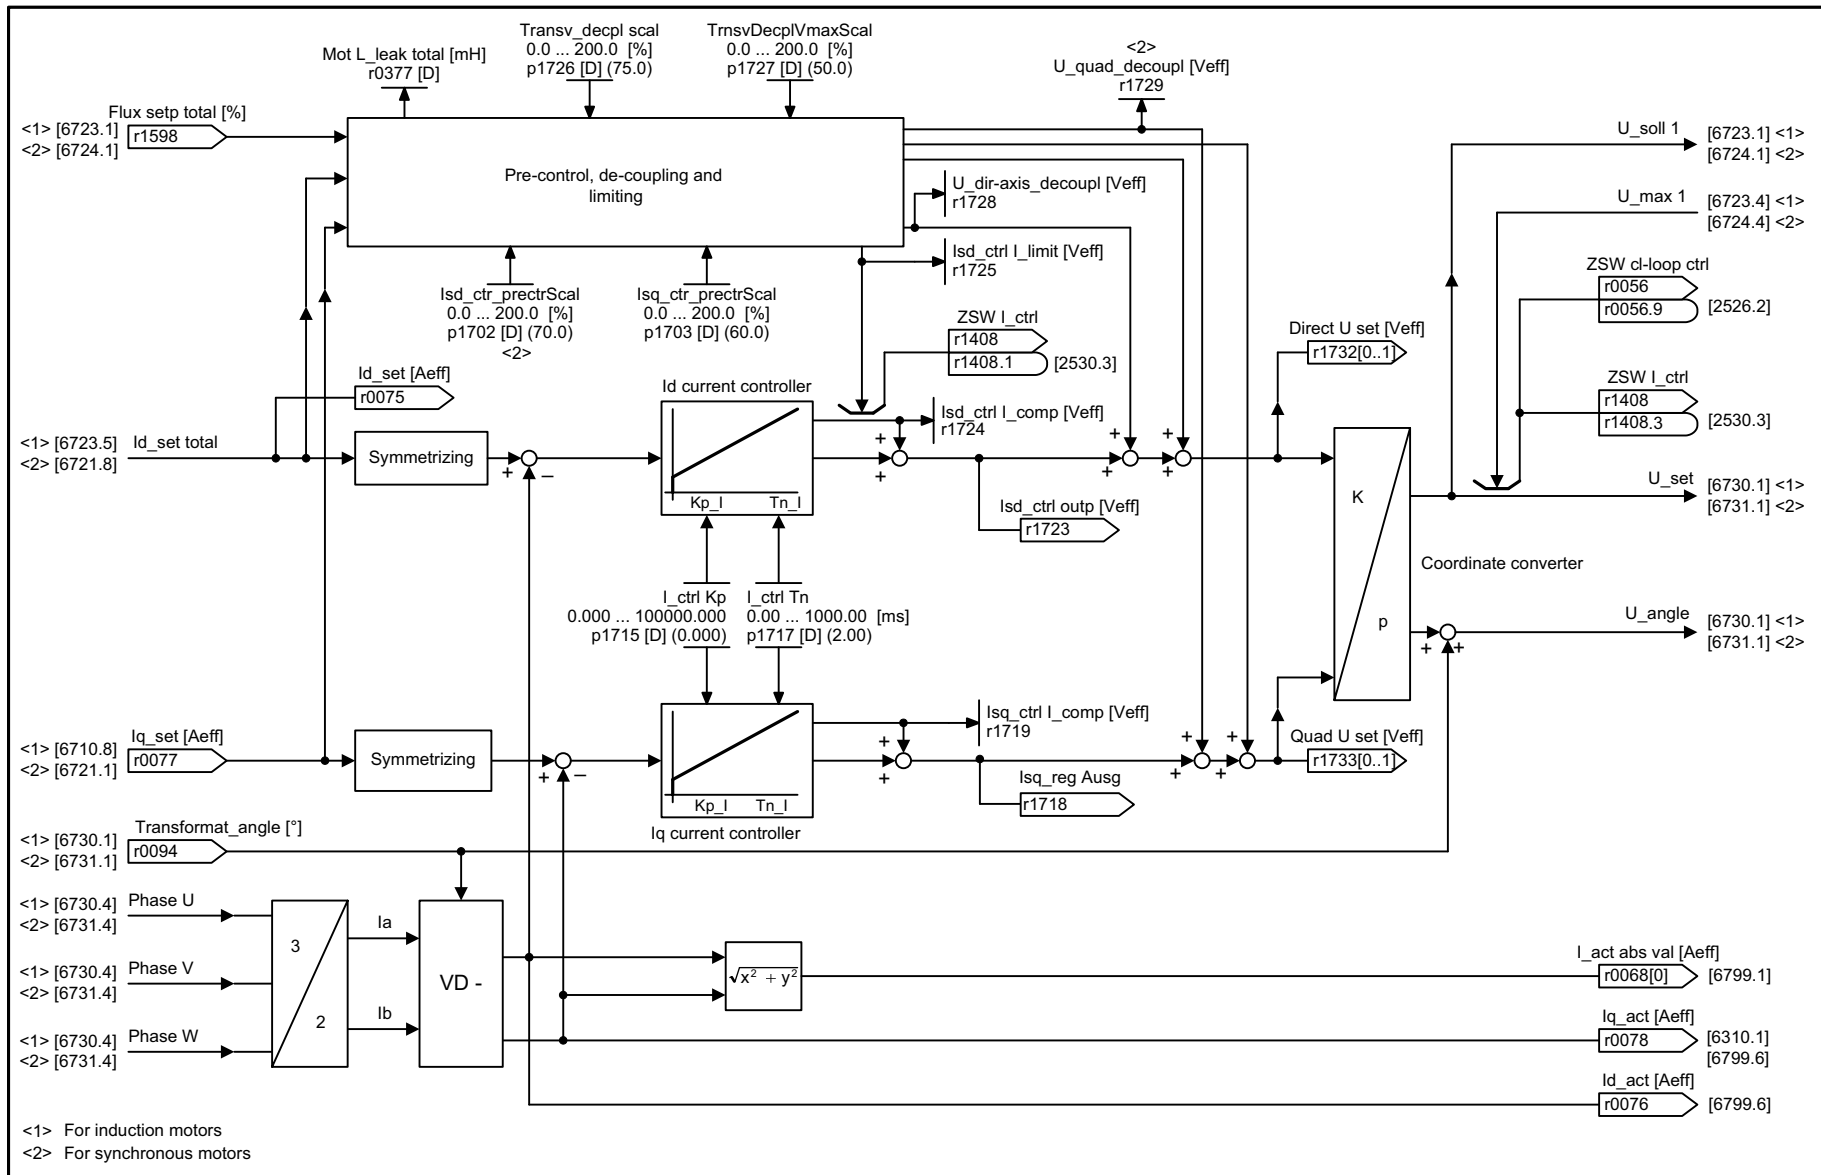 Mot L_leak total [mH]
r0377 [D]
Transv_decpl scal
0.0 ... 200.0 [%]
p1726 [D] (75.0)
TrnsvDecplVmaxScal
0.0 ... 200.0 [%]
p1727 [D] (50.0)
<2>
U_quad_decoupl [Veff]
r1729
Flux setp total [%]
<1> [6723.1]
<2> [6724.1]
r1598
Pre-control, de-coupling and
limiting
U_dir-axis_decoupl [Veff]
r1728
Isd_ctrl I_limit [Veff]
r1725
U_soll 1
[6723.1] <1>
[6724.1] <2>
U_max 1
[6723.4] <1>
[6724.4] <2>
ZSW cl-loop ctrl
r0056
r0056.9
[2526.2]
Isd_ctr_prectrScal
0.0 ... 200.0 [%]
p1702 [D] (70.0)
<2>
Isq_ctr_prectrScal
0.0 ... 200.0 [%]
p1703 [D] (60.0)
ZSW I_ctrl
r1408
r1408.1
[2530.3]
Direct U set [Veff]
r1732[0..1]
ZSW I_ctrl
r1408
r1408.3
[2530.3]
Id_set [Aeff]
r0075
Id current controller
Isd_ctrl I_comp [Veff]
r1724
<1> [6723.5]
<2> [6721.8]
Id_set total
Symmetrizing
+
–
Kp_I
Tn_I
+
+
+
+
+
+
Isd_ctrl outp [Veff]
r1723
K
p
U_set
[6730.1] <1>
[6731.1] <2>
Coordinate converter
I_ctrl Kp
0.000 ... 100000.000
p1715 [D] (0.000)
I_ctrl Tn
0.00 ... 1000.00 [ms]
p1717 [D] (2.00)
U_angle
[6730.1] <1>
[6731.1] <2>
+
+
Iq_set [Aeff]
<1> [6710.8]
<2> [6721.1]
r0077
Symmetrizing
+
–
Kp_I
Tn_I
Iq current controller
Isq_ctrl I_comp [Veff]
r1719
+
+
+
+
+
+
Isq_reg Ausg
r1718
Quad U set [Veff]
r1733[0..1]
Transformat_angle [°]
<1> [6730.1]
<2> [6731.1]
r0094
<1> [6730.4]
<2> [6731.4]
Phase U
<1> [6730.4]
<2> [6731.4]
Phase V
<1> [6730.4]
<2> [6731.4]
Phase W
3
2
Ia
Ib
VD -
√x² + y²
I_act abs val [Aeff]
r0068[0]
[6799.1]
Iq_act [Aeff]
r0078
[6310.1]
[6799.6]
Id_act [Aeff]
r0076
[6799.6]
<1> For induction motors
<2> For synchronous motors